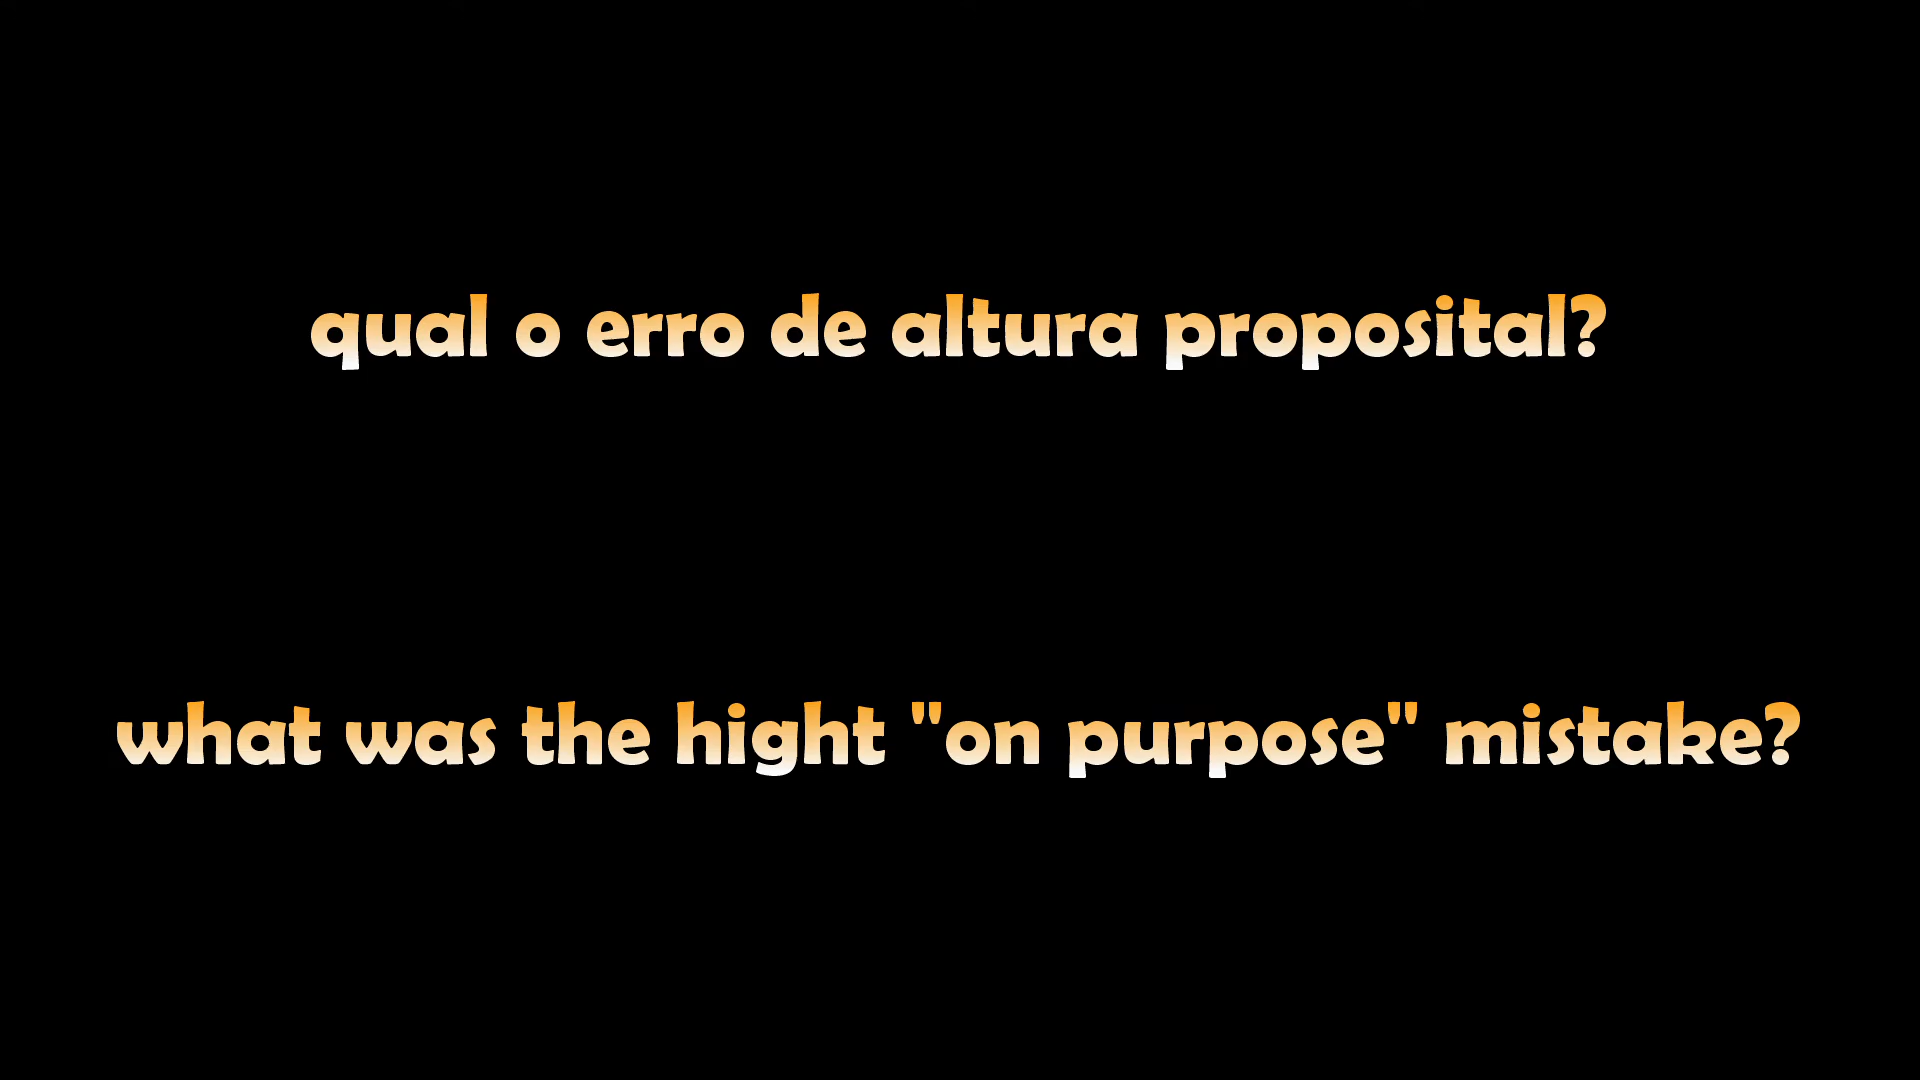 qual o erro de altura proposital?
what was the hight "on purpose" mistake?